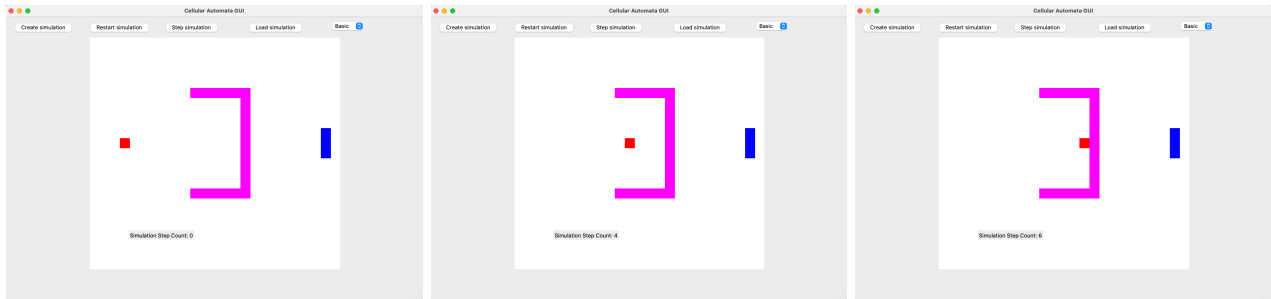 Cellular Automata GUI
Create simulation Restart simulation Step simulation Load simulation Basic
Simulation Step Count: 0
Cellular Automata GUI
Create simulation Restart simulation Step simulation Load simulation Basic
Simulation Step Count: 4
Cellular Automata GUI
Create simulation Restart simulation Step simulation Load simulation Basic
Simulation Step Count: 6